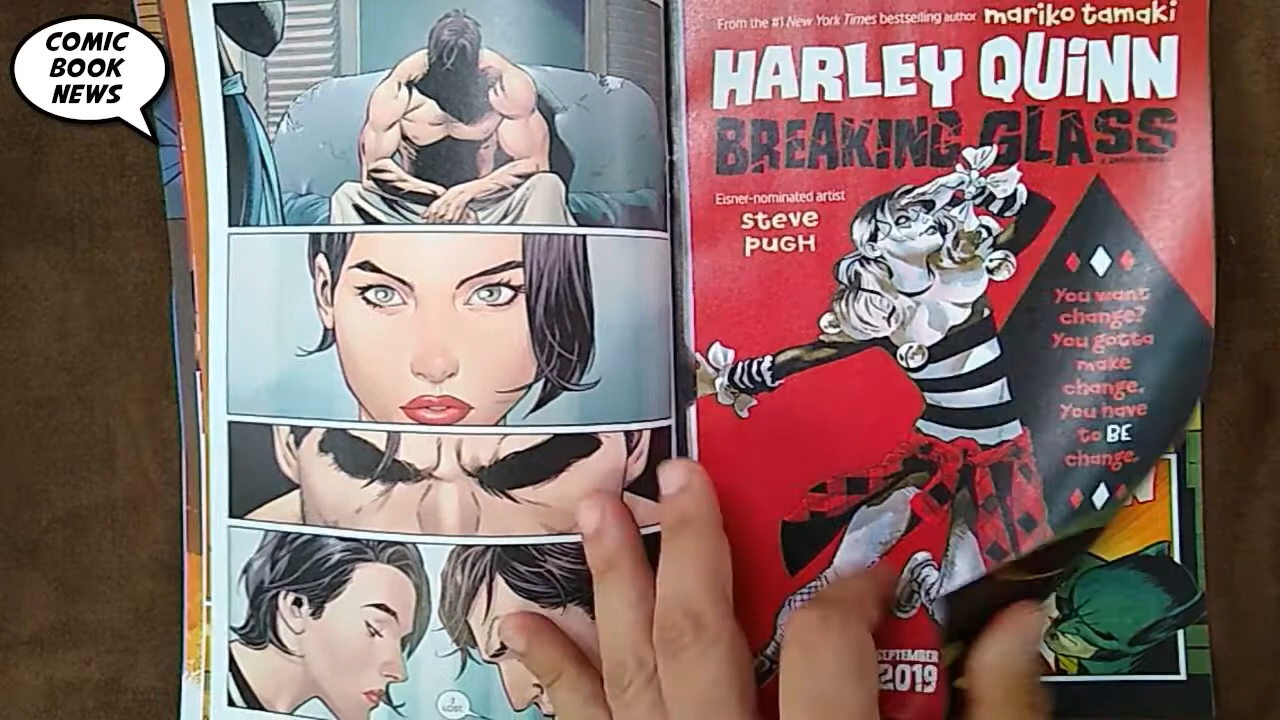 COMIC
BOOK
NEWS
I
LOST.
From the #1 New York Times bestselling author mariko tamaki
HARLEY QUINN
BREAKING GLASS
Eisner-nominated artist
steve
pugh
You want
change?
You gotta
make
change.
You have
to BE
change.
SEPTEMBER
2019